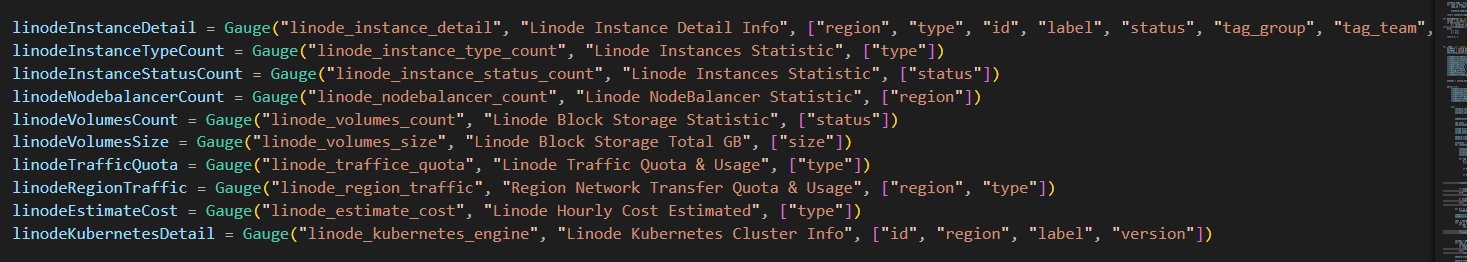 linodeInstanceDetail = Gauge("linode_instance_detail", "Linode Instance Detail Info", ["region", "type", "id", "label", "status", "tag_group", "tag_team",
linodeInstanceTypeCount = Gauge("linode_instance_type_count", "Linode Instances Statistic", ["type"])
linodeInstanceStatusCount = Gauge("linode_instance_status_count", "Linode Instances Statistic", ["status"])
linodeNodebalancerCount = Gauge("linode_nodebalancer_count", "Linode NodeBalancer Statistic", ["region"])
linodeVolumesCount = Gauge("linode_volumes_count", "Linode Block Storage Statistic", ["status"])
linodeVolumesSize = Gauge("linode_volumes_size", "Linode Block Storage Total GB", ["size"])
linodeTrafficQuota = Gauge("linode_traffice_quota", "Linode Traffic Quota & Usage", ["type"])
linodeRegionTraffic = Gauge("linode_region_traffic", "Region Network Transfer Quota & Usage", ["region", "type"])
linodeEstimateCost = Gauge("linode_estimate_cost", "Linode Hourly Cost Estimated", ["type"])
linodeKubernetesDetail = Gauge("linode_kubernetes_engine", "Linode Kubernetes Cluster Info", ["id", "region", "label", "version"])